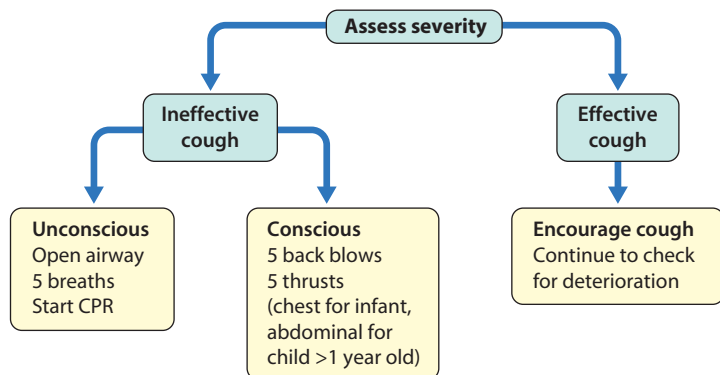 Assess severity
Ineffective
cough
Effective
cough
Unconscious
Open airway
5 breaths
Start CPR
Conscious
5 back blows
5 thrusts
(chest for infant,
abdominal for
child >1 year old)
Encourage cough
Continue to check
for deterioration